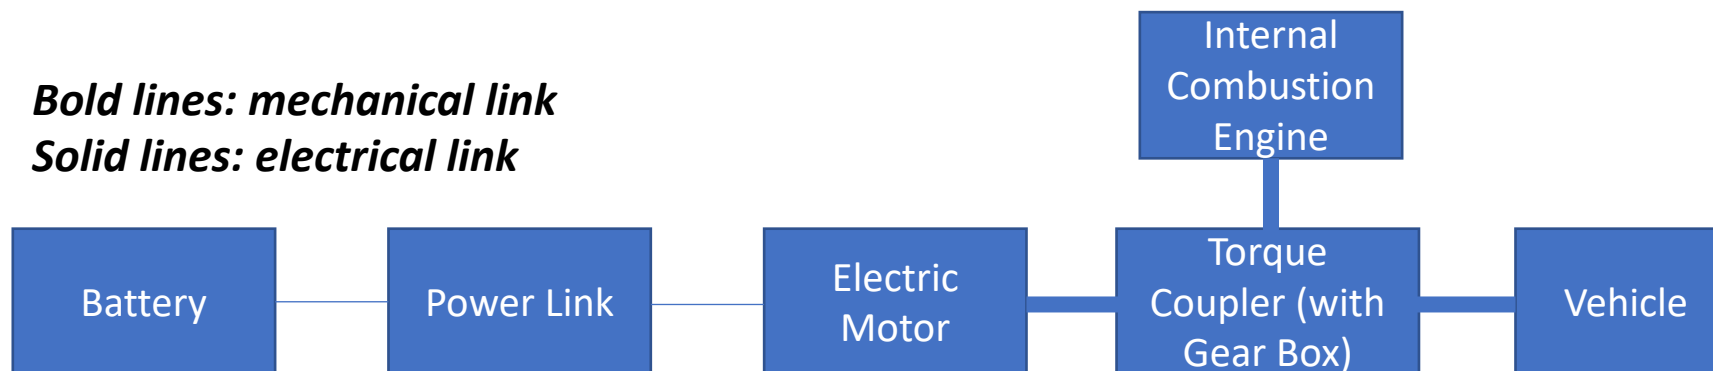 Internal
Combustion
Engine
Bold lines: mechanical link
Solid lines: electrical link
Battery
Power Link
Electric
Motor
Torque
Coupler (with
Gear Box)
Vehicle